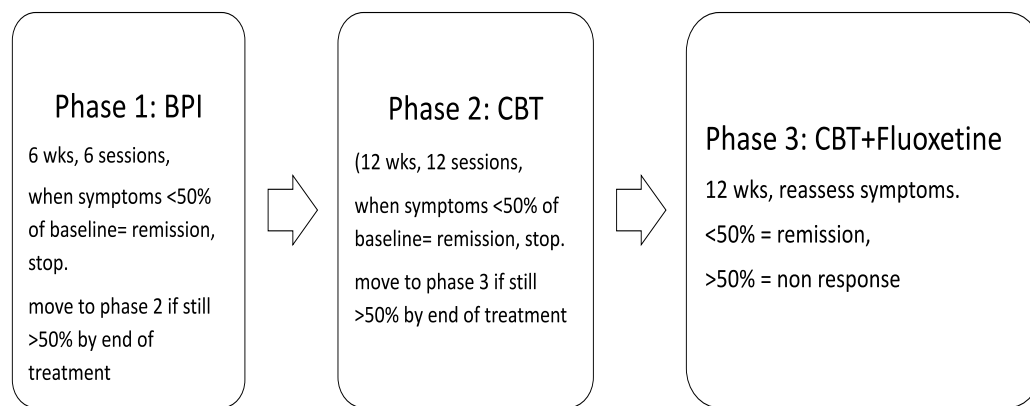 Phase 1: BPI
6 wks, 6 sessions,
when symptoms <50%
of baseline= remission,
stop.
move to phase 2 if still
>50% by end of
treatment
Phase 2: CBT
(12 wks, 12 sessions,
when symptoms <50% of
baseline= remission, stop.
move to phase 3 if still
>50% by end of treatment
Phase 3: CBT+Fluoxetine
12 wks, reassess symptoms.
<50% = remission,
>50% = non response